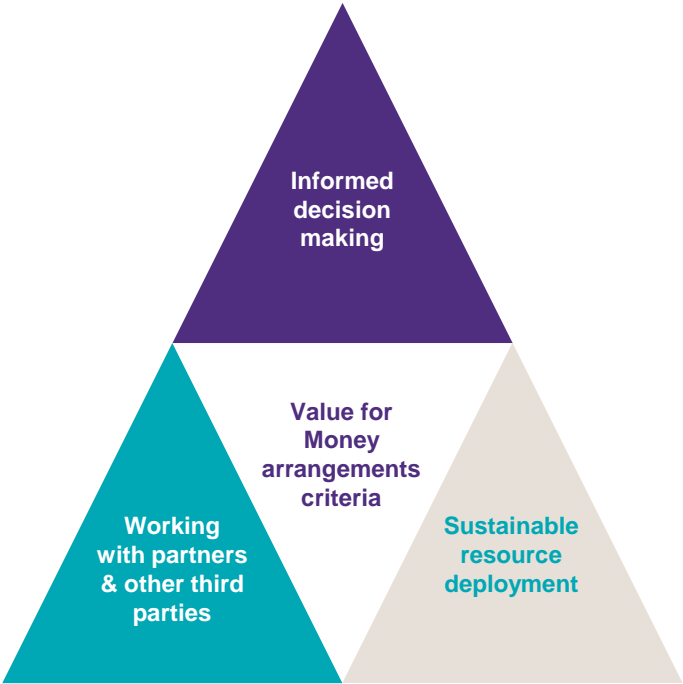 Informed
decision
making
Value for
Money
arrangements
criteria
Working
with partners
& other third
parties
Sustainable
resource
deployment